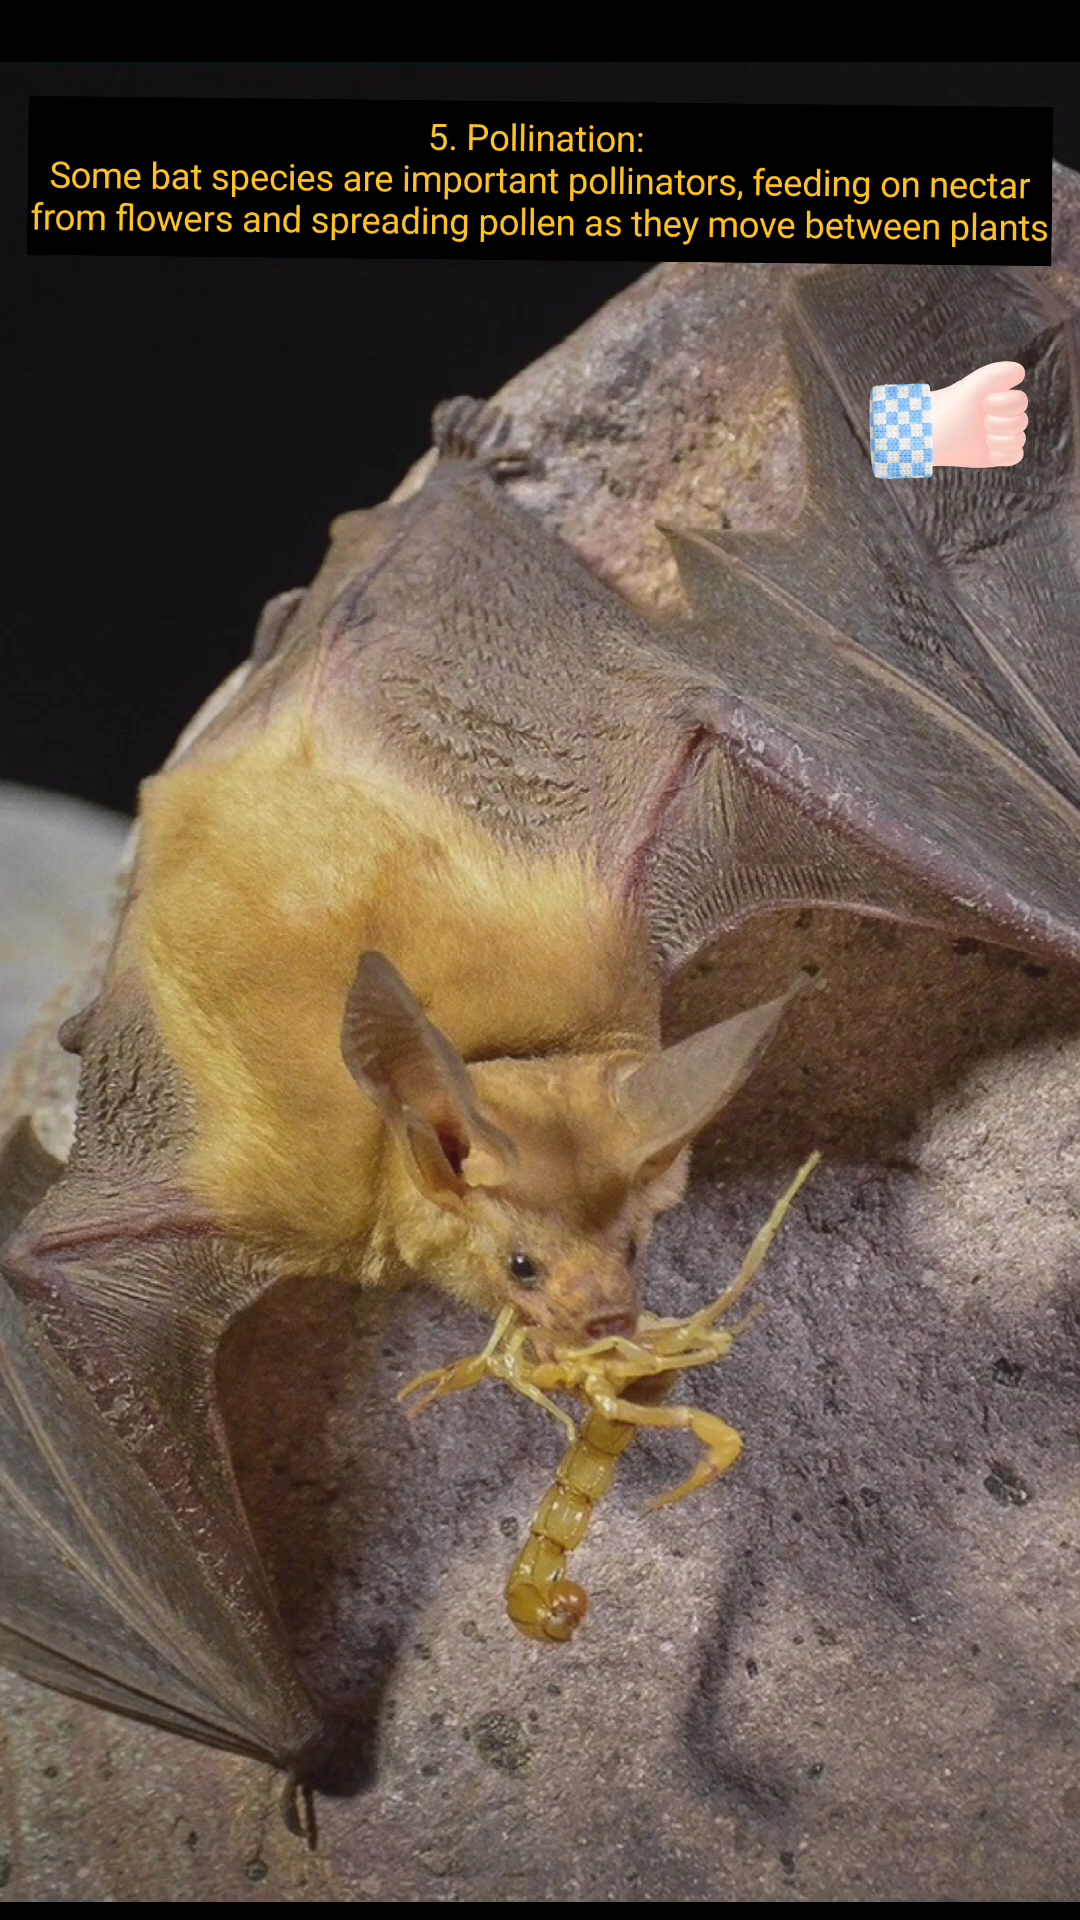 5. Pollination:
Some bat species are important pollinators, feeding on nectar
from flowers and spreading pollen as they move between plants